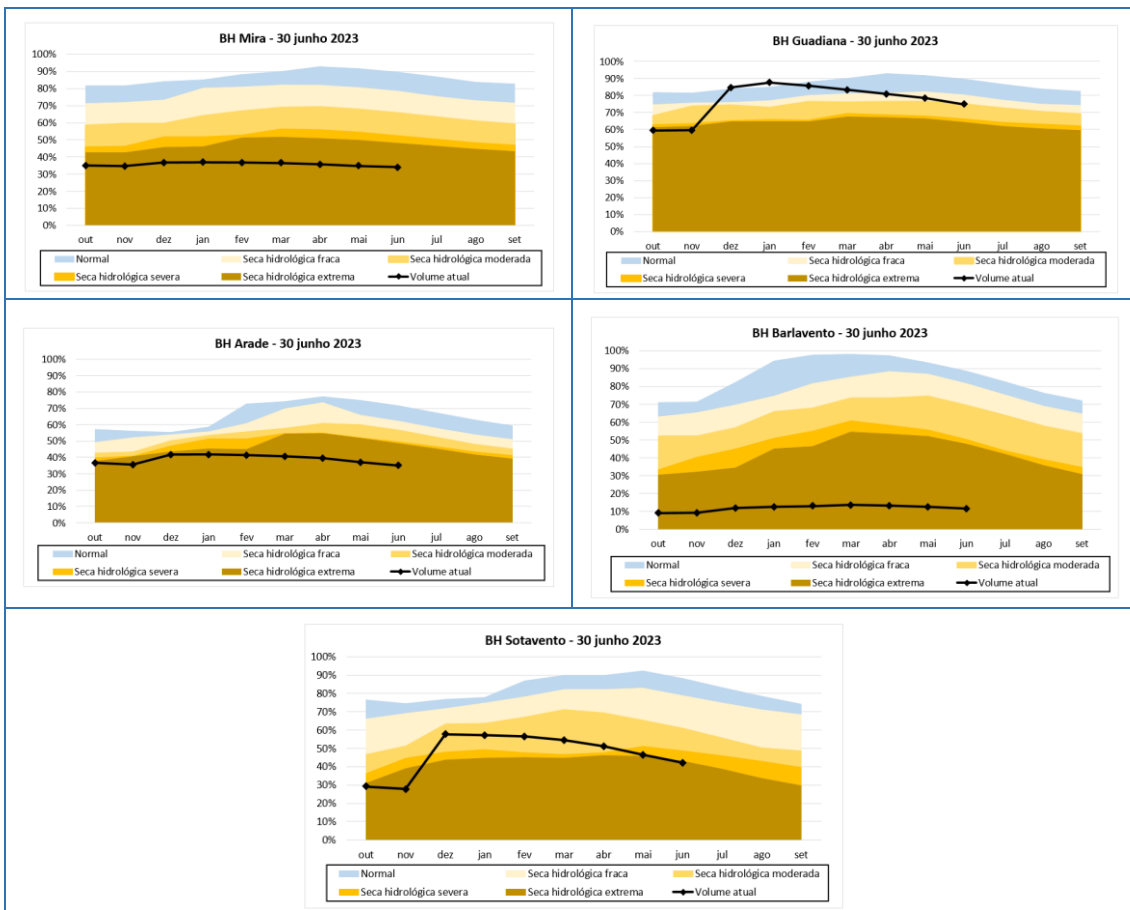 BH Mira - 30 junho 2023
100%
90%
80%
70%
60%
50%
40%
30%
20%
10%
0%
out nov dez jan fev mar abr mai jun jul ago set
Normal Seca hidrológica fraca Seca hidrológica moderada
Seca hidrológica severa Seca hidrológica extrema Volume atual
BH Guadiana - 30 junho 2023
100%
90%
80%
70%
60%
50%
40%
30%
20%
10%
0%
out nov dez jan fev mar abr mai jun jul ago set
Normal Seca hidrológica fraca Seca hidrológica moderada
Seca hidrológica severa Seca hidrológica extrema Volume atual
BH Arade - 30 junho 2023
100%
90%
80%
70%
60%
50%
40%
30%
20%
10%
0%
out nov dez jan fev mar abr mai jun jul ago set
Normal Seca hidrológica fraca Seca hidrológica moderada
Seca hidrológica severa Seca hidrológica extrema Volume atual
BH Barlavento - 30 junho 2023
100%
90%
80%
70%
60%
50%
40%
30%
20%
10%
0%
out nov dez jan fev mar abr mai jun jul ago set
Normal Seca hidrológica fraca Seca hidrológica moderada
Seca hidrológica severa Seca hidrológica extrema Volume atual
BH Sotavento - 30 junho 2023
100%
90%
80%
70%
60%
50%
40%
30%
20%
10%
0%
out nov dez jan fev mar abr mai jun jul ago set
Normal Seca hidrológica fraca Seca hidrológica moderada
Seca hidrológica severa Seca hidrológica extrema Volume atual